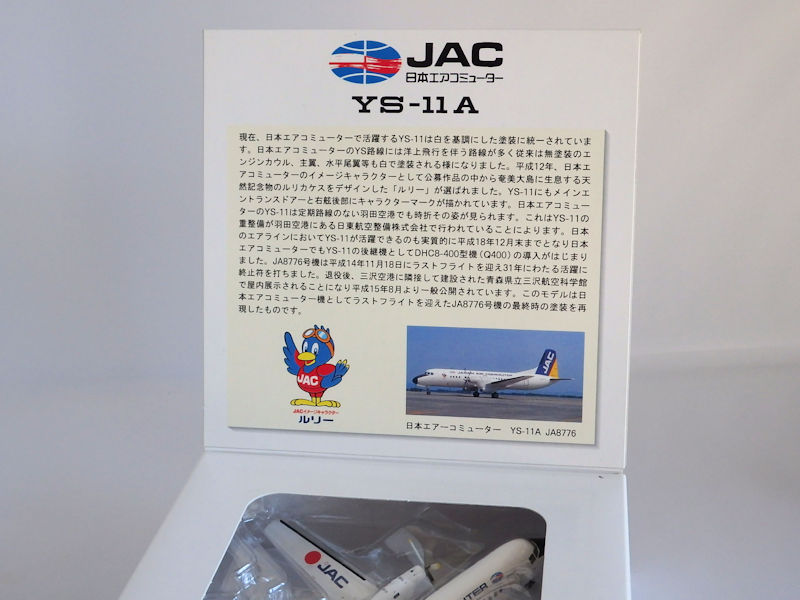 JAC
日本エアコミューター
YS-11A
現在、日本エアコミューターで活躍するYS-11は白を基調にした塗装に統一されていま
す。日本エアコミューターのYS路線には洋上飛行を伴う路線が多く従来は無塗装のエ
ンジンカウル、主翼、水平尾翼等も白で塗装される様になりました。平成12年、日本エ
アコミューターのイメージキャラクターとして公募作品の中から奄美大島に生息する天
然記念物のルリカケスをデザインした「ルリー」が選ばれました。YS-11にもメインエ
ントランスドアーと右舷後部にキャラクターマークが描かれています。日本エアコミュー
ターのYS-11は定期路線のない羽田空港でも時折その姿が見られます。これはYS-11の
重整備が羽田空港にある日東航空整備株式会社で行われていることによります。日本
のエアラインにおいてYS-11が活躍できるのも実質的に平成18年12月末までとなり日本
エアコミューターでもYS-11の後継機としてDHC8-400型機(Q400)の導入がはじまり
ました。JA8776号機は平成14年11月18日にラストフライトを迎え31年にわたる活躍に
終止符を打ちました。退役後、三沢空港に隣接して建設された青森県立三沢航空科学館
で屋内展示されることになり平成15年8月より一般公開されています。このモデルは日
本エアコミューター機としてラストフライトを迎えたJA8776号機の最終時の塗装を再
現したものです。
JAC
JACイメージキャラクター
ルリー
JAC
JAPAN AIR COMMUTER
日本エアーコミューター YS-11A JA8776
JAC